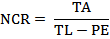 NCR = TA / (TL − PE)